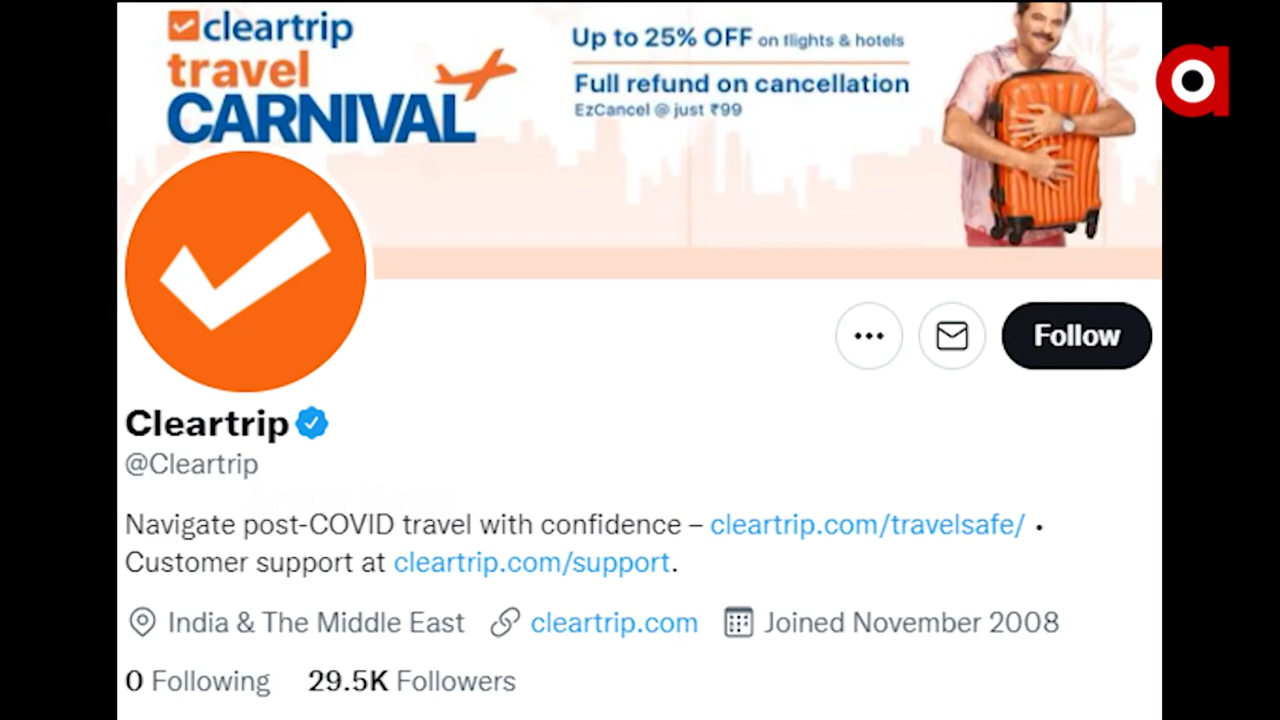 cleartrip
travel
CARNIVAL
Up to 25% OFF on flights & hotels
Full refund on cancellation
EzCancel @ just ₹99
Follow
Cleartrip
@Cleartrip
Navigate post-COVID travel with confidence – cleartrip.com/travelsafe/ •
Customer support at cleartrip.com/support.
India & The Middle East cleartrip.com Joined November 2008
0 Following 29.5K Followers